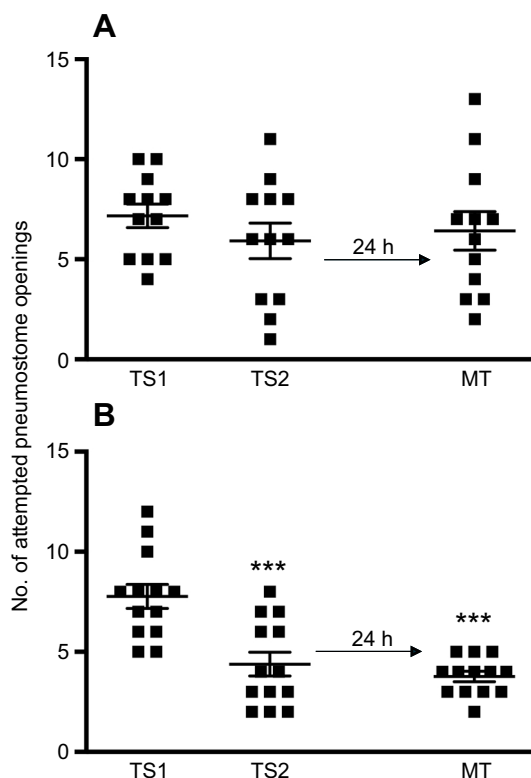 A
15
10
5
0
24 h
TS1 TS2 MT
B
15
10
5
0
***
***
24 h
TS1 TS2 MT
No. of attempted pneumostome openings